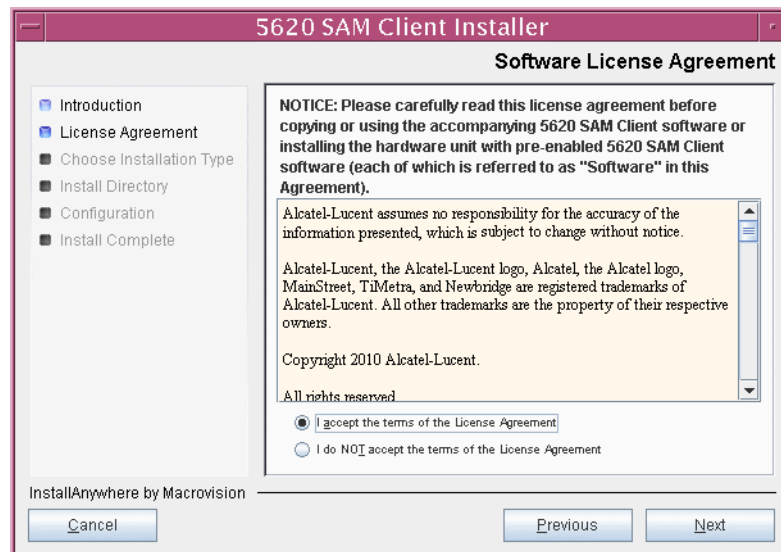 5620 SAM Client Installer
Software License Agreement
Introduction
License Agreement
Choose Installation Type
Install Directory
Configuration
Install Complete
NOTICE: Please carefully read this license agreement before
copying or using the accompanying 5620 SAM Client software or
installing the hardware unit with pre-enabled 5620 SAM Client
software (each of which is referred to as "Software" in this
Agreement).
Alcatel-Lucent assumes no responsibility for the accuracy of the
information presented, which is subject to change without notice.
Alcatel-Lucent, the Alcatel-Lucent logo, Alcatel, the Alcatel logo,
MainStreet, TiMetra, and Newbridge are registered trademarks of
Alcatel-Lucent. All other trademarks are the property of their respective
owners.
Copyright 2010 Alcatel-Lucent.
All rights reserved
I accept the terms of the License Agreement
I do NOT accept the terms of the License Agreement
InstallAnywhere by Macrovision
Cancel
Previous
Next